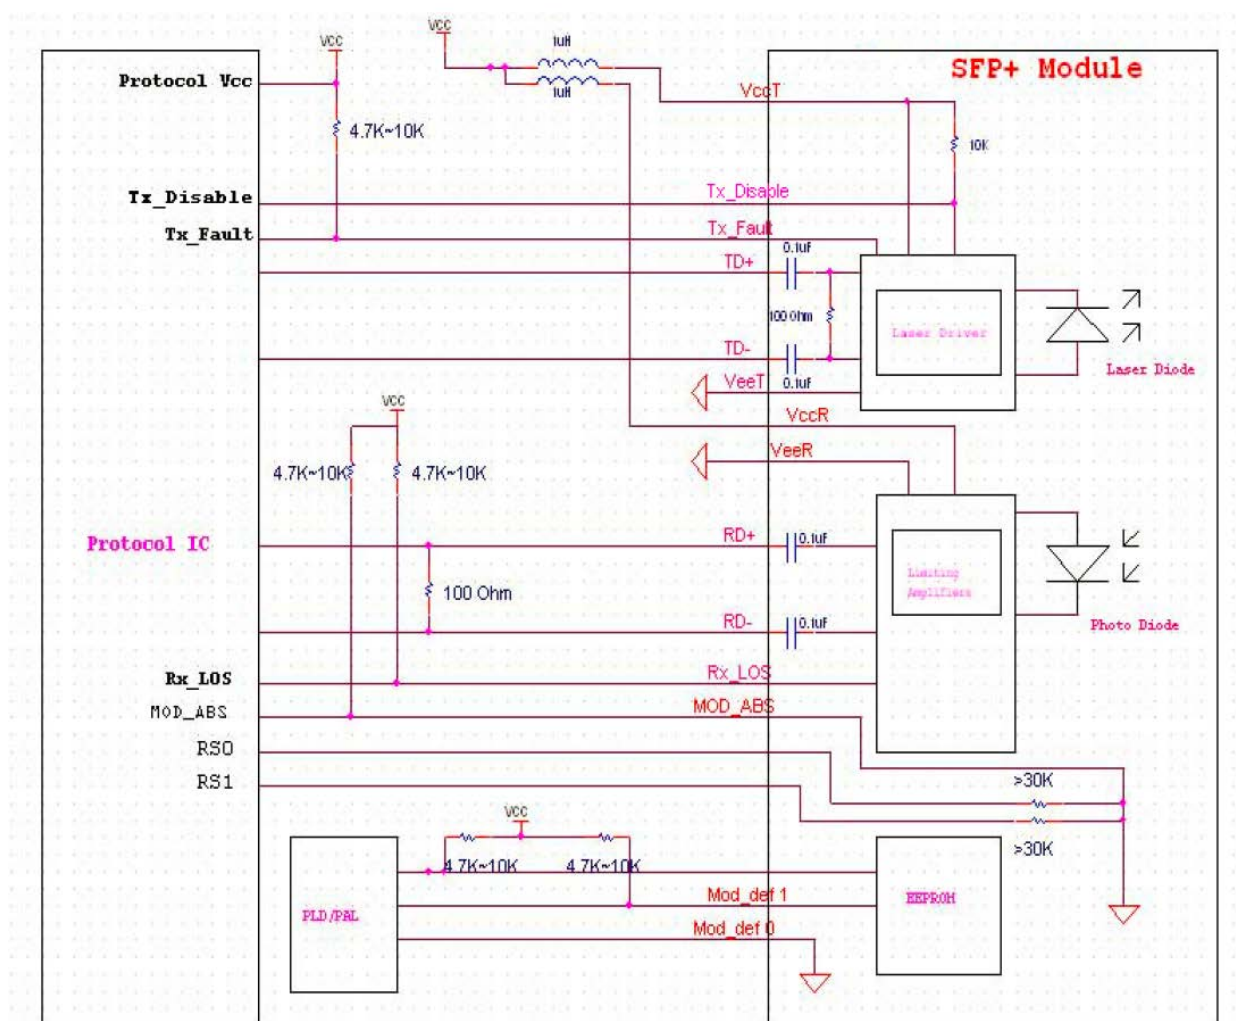 VCC
VCC
1uH
1uH
SFP+ Module
Protocol Vcc
VccT
4.7K~10K
10K
Tx_Disable
Tx_Disable
Tx_Fault
Tx_Fault
0.1uF
TD+
100 Ohm
Laser Driver
TD-
Laser Diode
VeeT
0.1uF
VCC
VccR
VeeR
4.7K~10K
4.7K~10K
Protocol IC
RD+
0.1uF
Limiting
Amplifiers
100 Ohm
RD-
0.1uF
Photo Diode
Rx_LOS
Rx_LOS
MOD_ABS
MOD_ABS
RS0
RS1
>30K
VCC
>30K
4.7K~10K
4.7K~10K
Mod_def 1
EEPROM
PLD/PAL
Mod_def 0